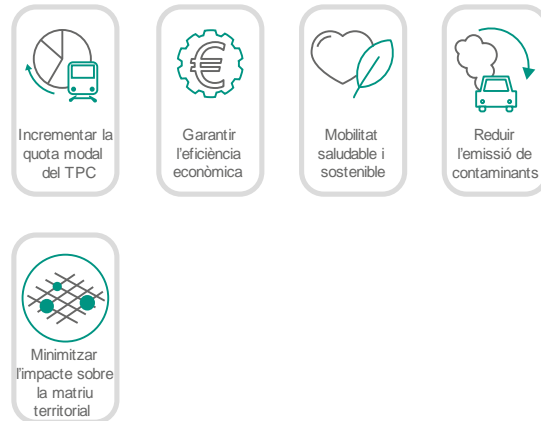 Incrementar la
quota modal
del TPC
Garantir
l'eficiència
econòmica
Mobilitat
saludable i
sostenible
Reduir
l'emissió de
contaminants
Minimitzar
l'impacte sobre
la matriu
territorial